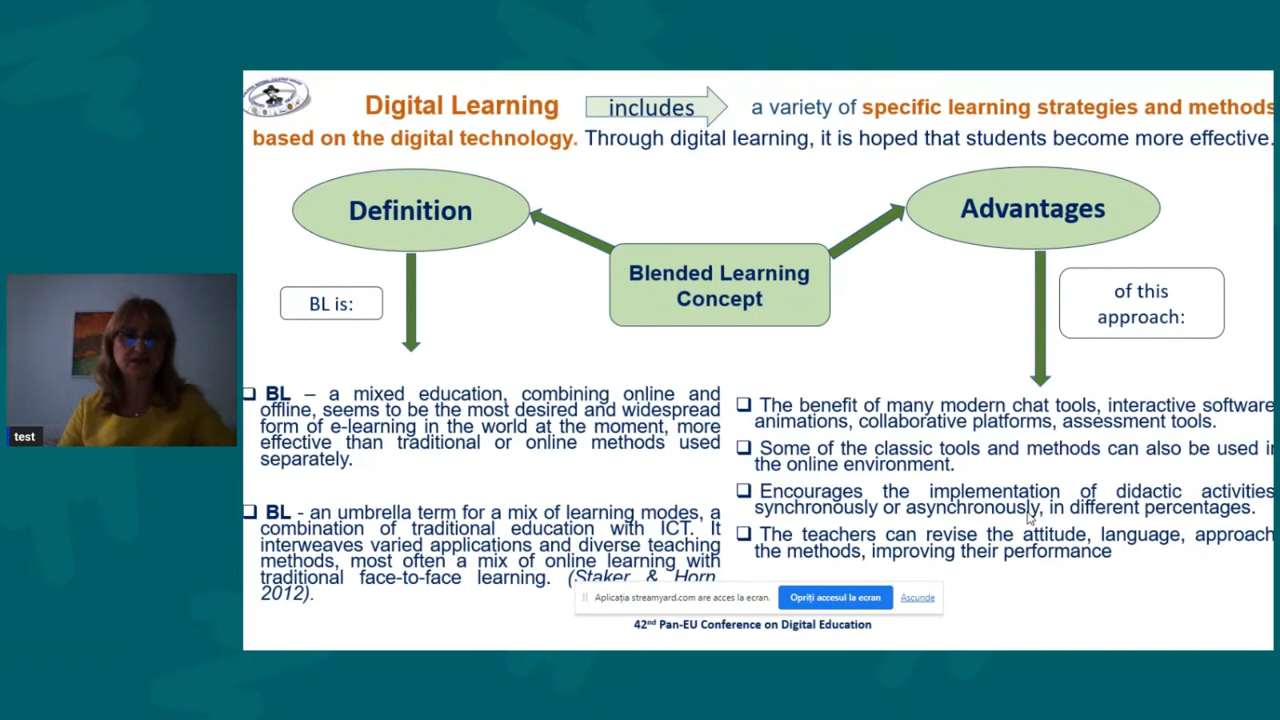 Digital Learning includes a variety of specific learning strategies and methods
based on the digital technology. Through digital learning, it is hoped that students become more effective.
Definition
Advantages
Blended Learning
Concept
BL is:
of this
approach:
❑ BL – a mixed education, combining online and
offline, seems to be the most desired and widespread
form of e-learning in the world at the moment, more
effective than traditional or online methods used
separately.
❑ BL - an umbrella term for a mix of learning modes, a
combination of traditional education with ICT. It
interweaves varied applications and diverse teaching
methods, most often a mix of online learning with
traditional face-to-face learning. (Staker & Horn,
2012).
❑ The benefit of many modern chat tools, interactive software
animations, collaborative platforms, assessment tools.
❑ Some of the classic tools and methods can also be used in
the online environment.
❑ Encourages the implementation of didactic activities
synchronously or asynchronously, in different percentages.
❑ The teachers can revise the attitude, language, approach
the methods, improving their performance
Aplicația streamyard.com are acces la ecran.
Opriți accesul la ecran
Ascunde
42nd Pan-EU Conference on Digital Education
test